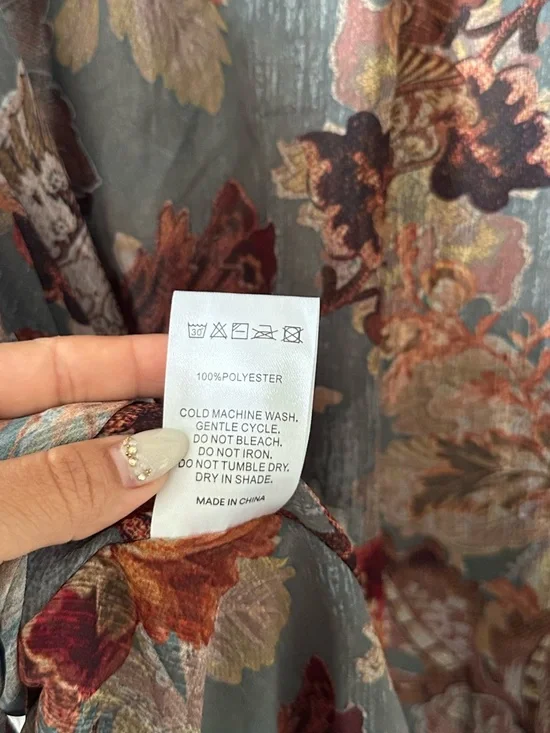 30
100%POLYESTER
COLD MACHINE WASH.
GENTLE CYCLE.
DO NOT BLEACH.
DO NOT IRON.
DO NOT TUMBLE DRY.
DRY IN SHADE.
MADE IN CHINA